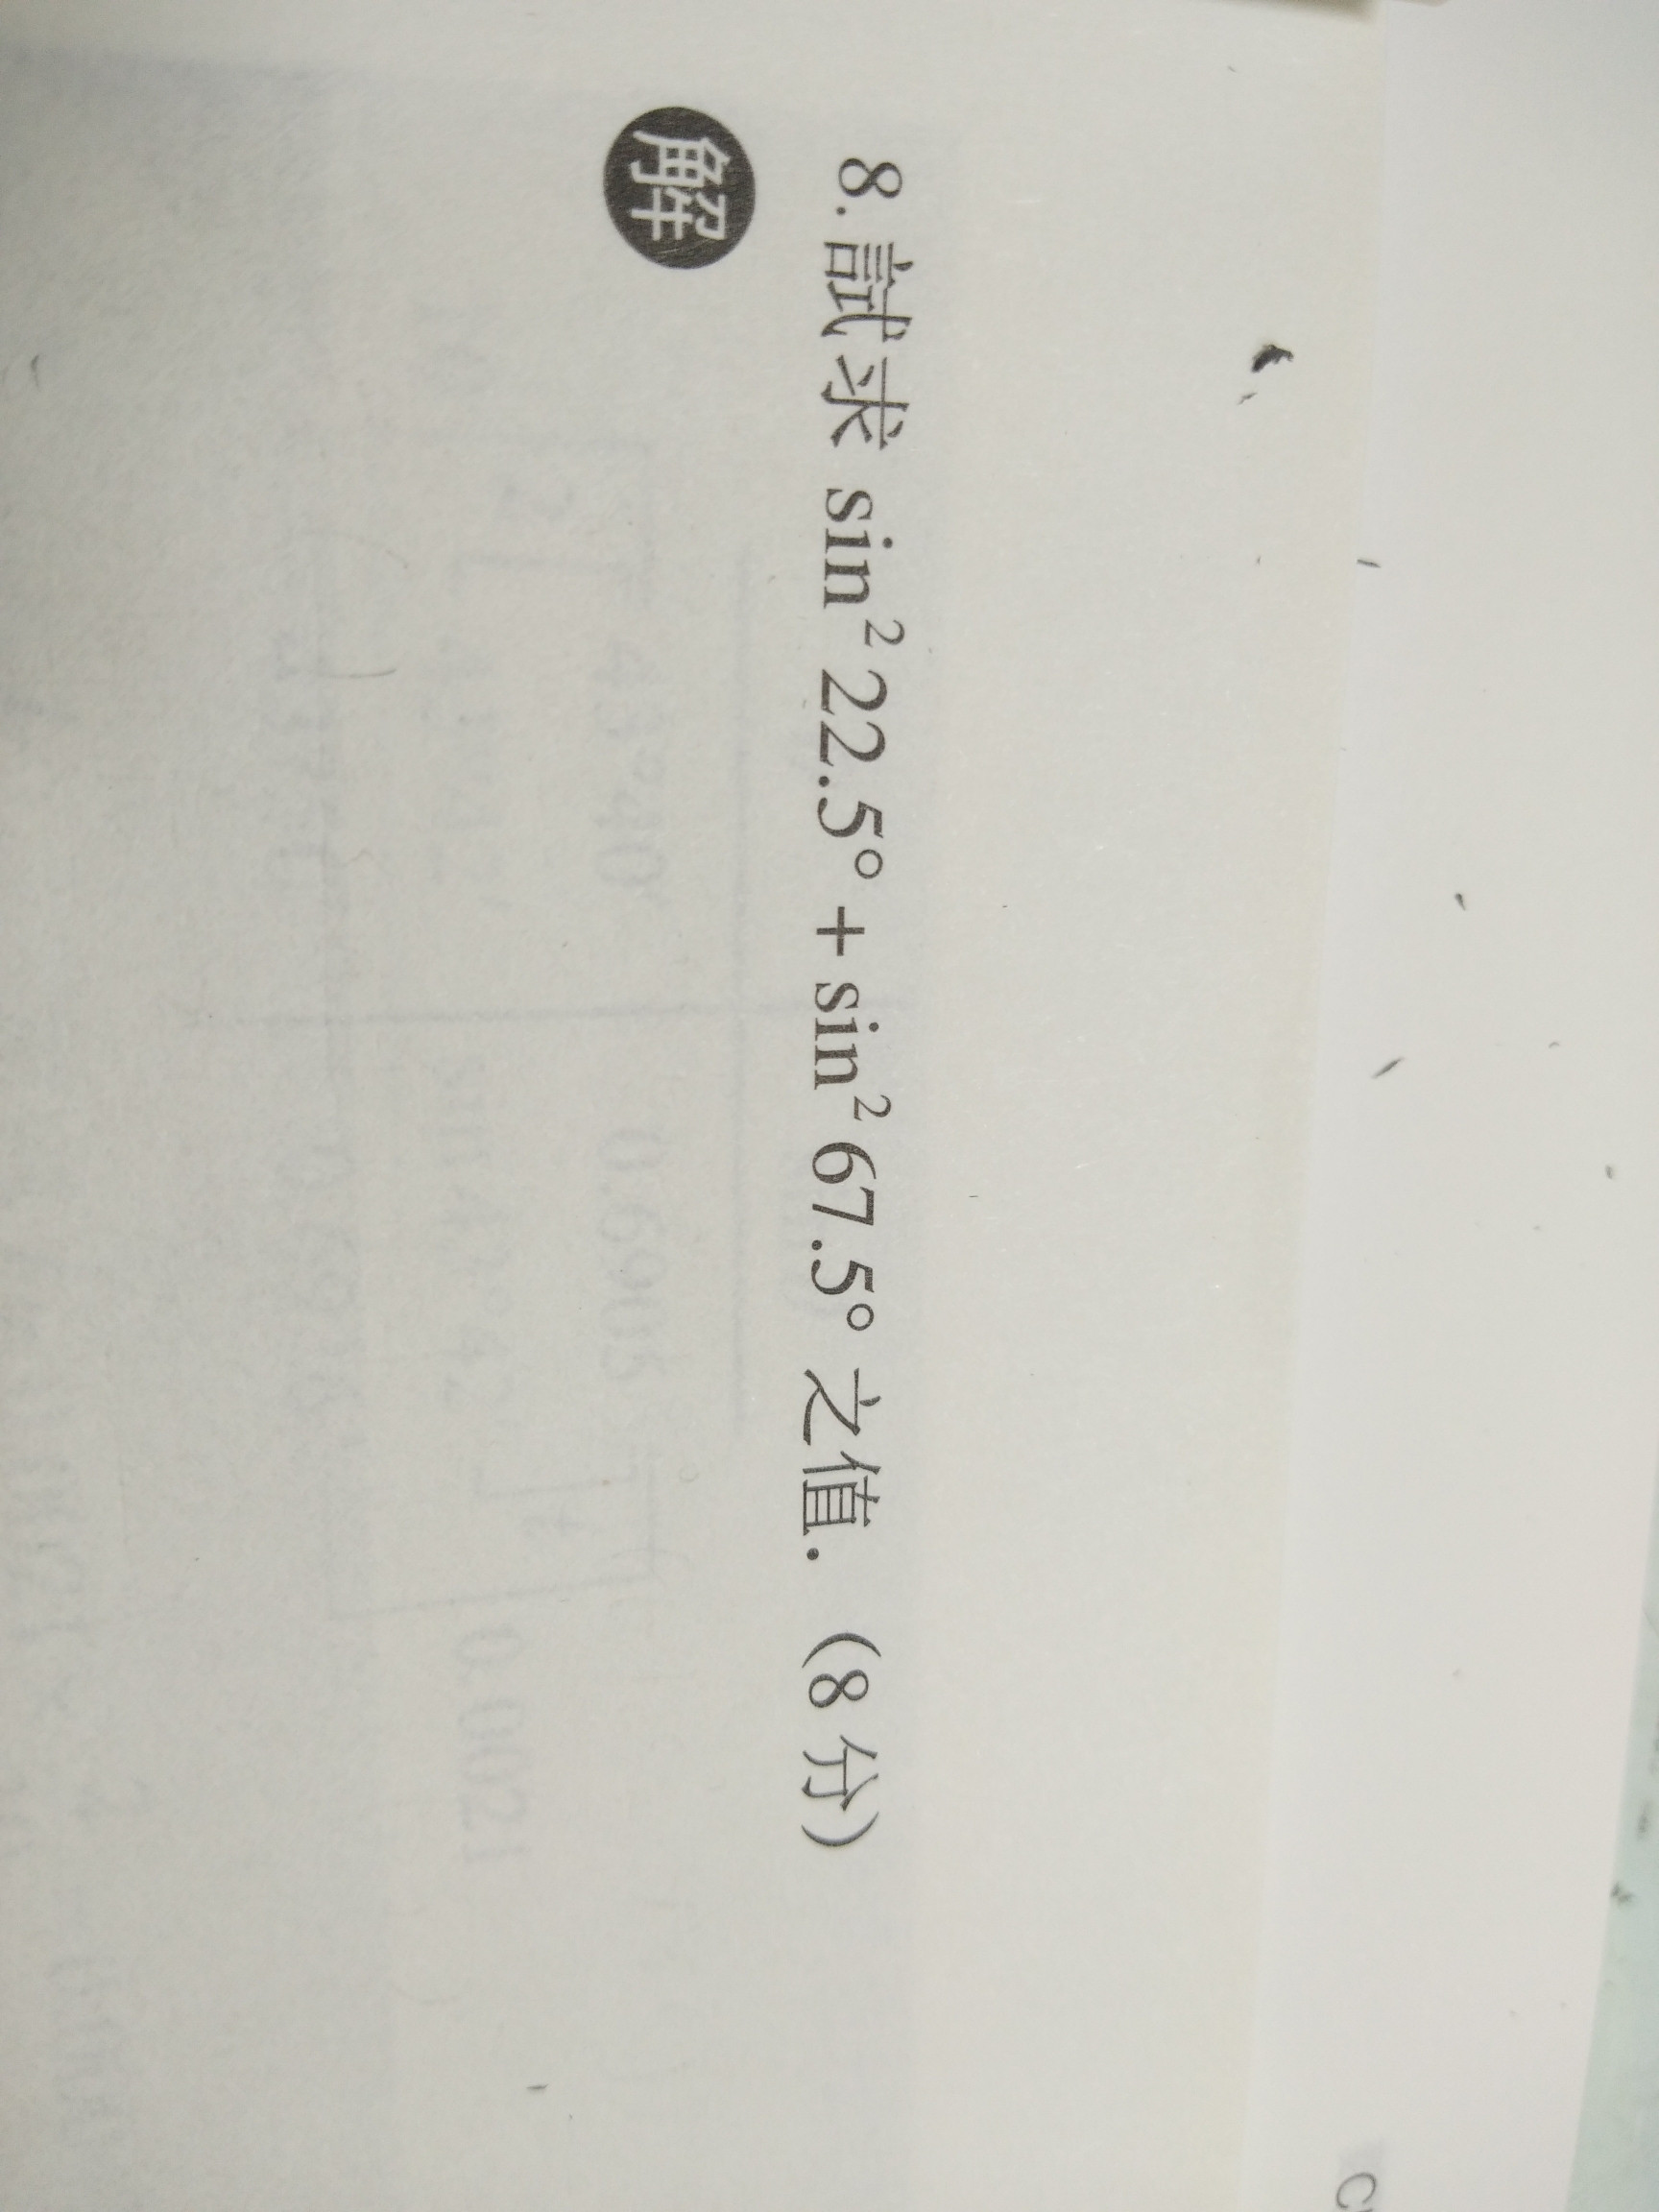 8. 試求 sin² 22.5° + sin² 67.5° 之值. (8 分)
解